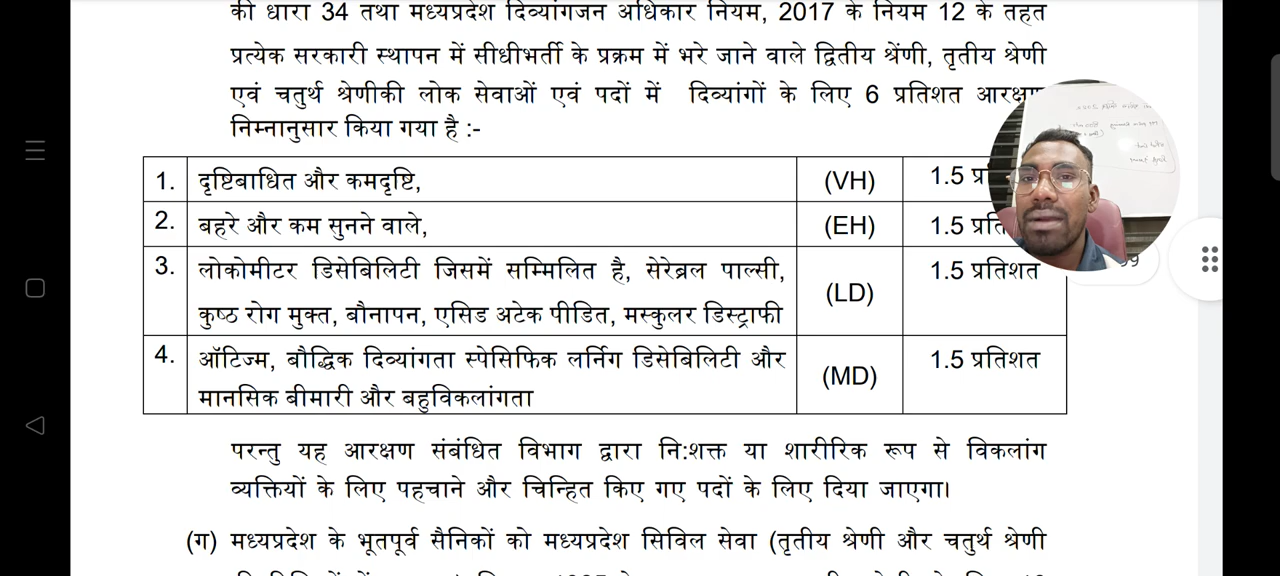 की धारा 34 तथा मध्यप्रदेश दिव्यांगजन अधिकार नियम, 2017 के नियम 12 के तहत
प्रत्येक सरकारी स्थापन में सीधीभर्ती के प्रक्रम में भरे जाने वाले द्वितीय श्रेंणी, तृतीय श्रेणी
एवं चतुर्थ श्रेणीकी लोक सेवाओं एवं पदों में दिव्यांगों के लिए 6 प्रतिशत
निम्नानुसार किया गया है :-
1. दृष्टिबाधित और कमदृष्टि, (VH) 1.5
2. बहरे और कम सुनने वाले, (EH) 1.5
3. लोकोमीटर डिसेबिलिटी जिसमें सम्मिलित है, सेरेब्रल पाल्सी, (LD) 1.5 प्रतिशत
कुष्ठ रोग मुक्त, बौनापन, एसिड अटेक पीडित, मस्कुलर डिस्ट्राफी
4. ऑटिज्म, बौद्धिक दिव्यांगता स्पेसिफिक लर्निग डिसेबिलिटी और (MD) 1.5 प्रतिशत
मानसिक बीमारी और बहुविकलांगता
परन्तु यह आरक्षण संबंधित विभाग द्वारा नि:शक्त या शारीरिक रूप से विकलांग
व्यक्तियों के लिए पहचाने और चिन्हित किए गए पदों के लिए दिया जाएगा।
(ग) मध्यप्रदेश के भूतपूर्व सैनिकों को मध्यप्रदेश सिविल सेवा (तृतीय श्रेणी और चतुर्थ श्रेणी